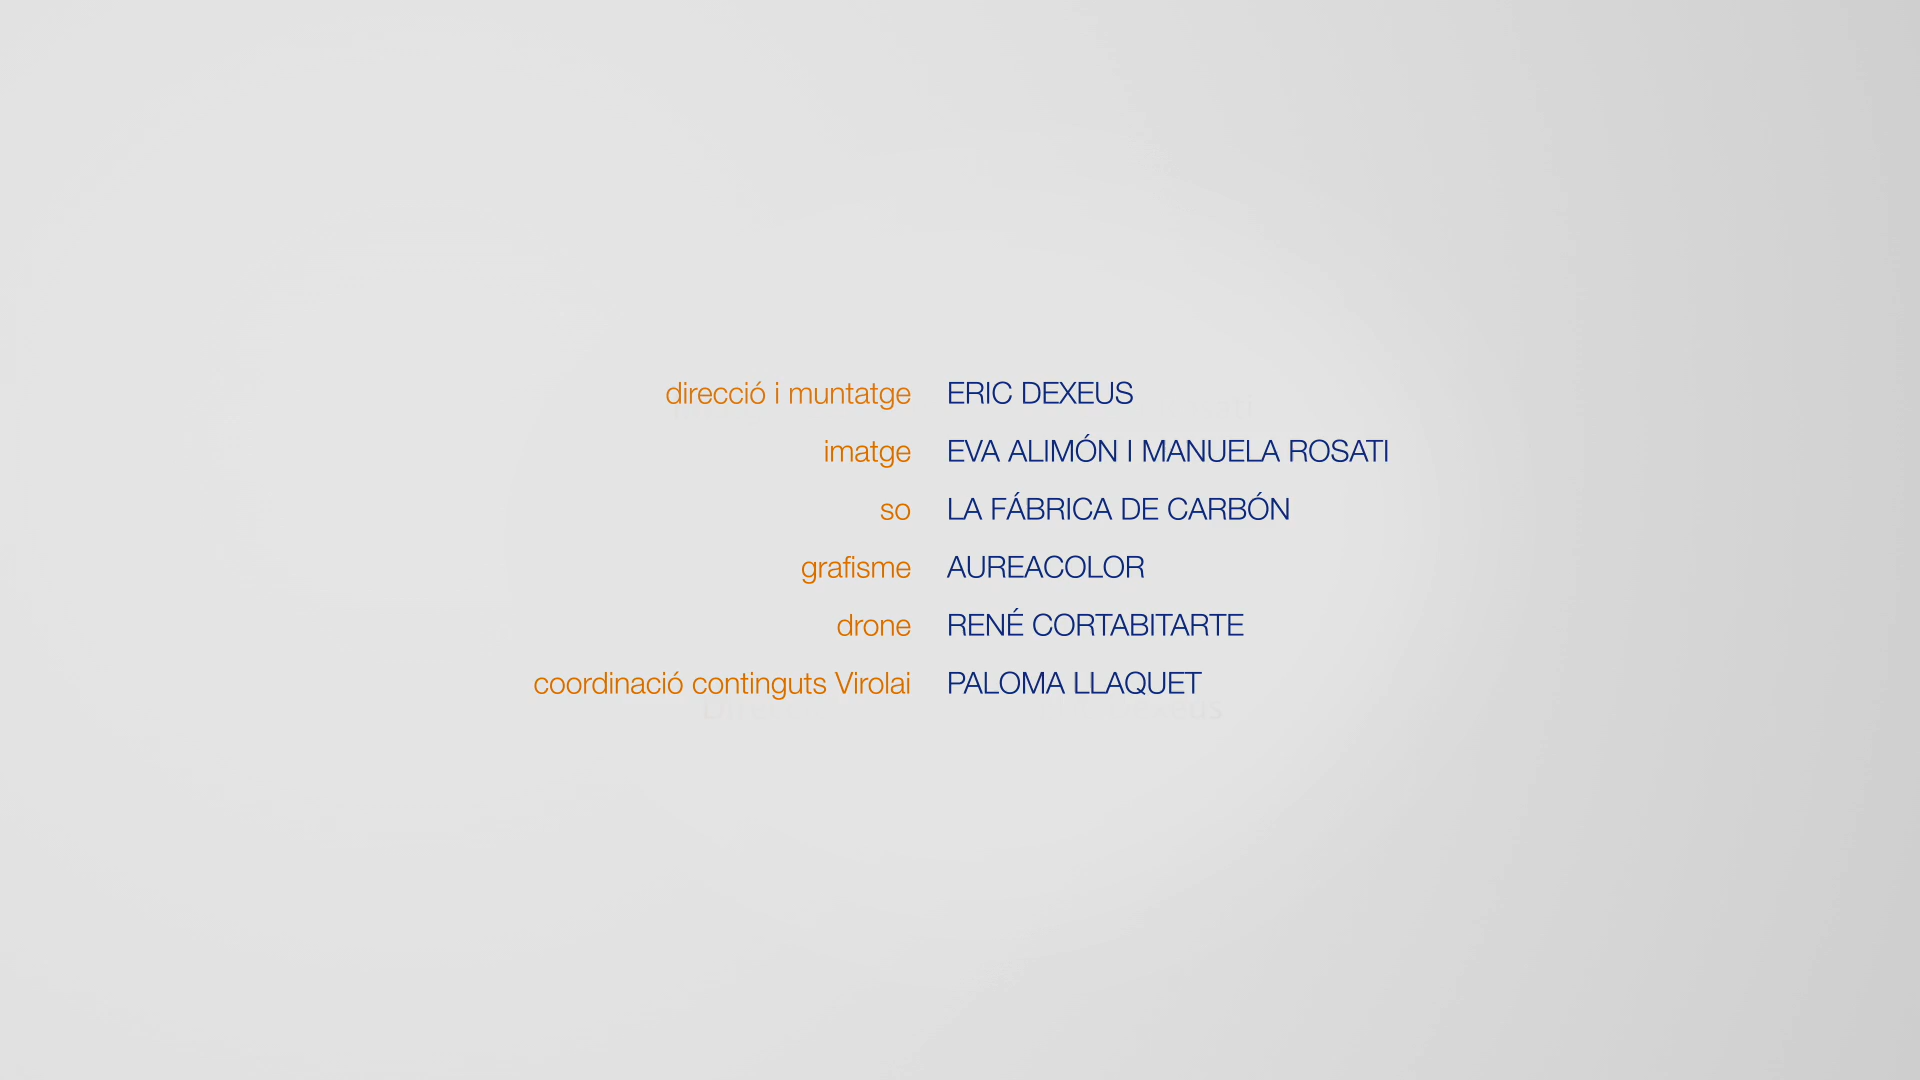 direcció i muntatge ERIC DEXEUS
imatge EVA ALIMÓN I MANUELA ROSATI
so LA FÁBRICA DE CARBÓN
grafisme AUREACOLOR
drone RENÉ CORTABITARTE
coordinació continguts Virolai PALOMA LLAQUET